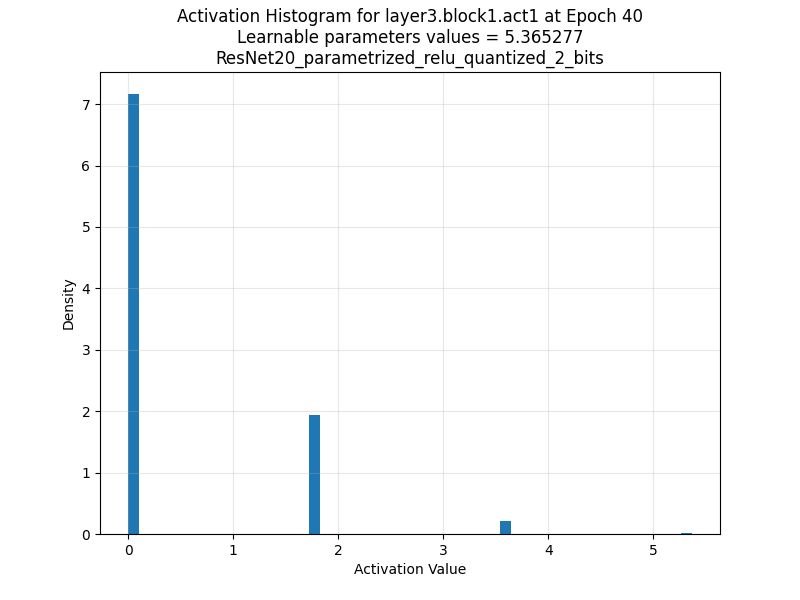 Activation Histogram for layer3.block1.act1 at Epoch 40
Learnable parameters values = 5.365277
ResNet20_parametrized_relu_quantized_2_bits
7
6
5
4
3
2
1
0
Density
0 1 2 3 4 5
Activation Value